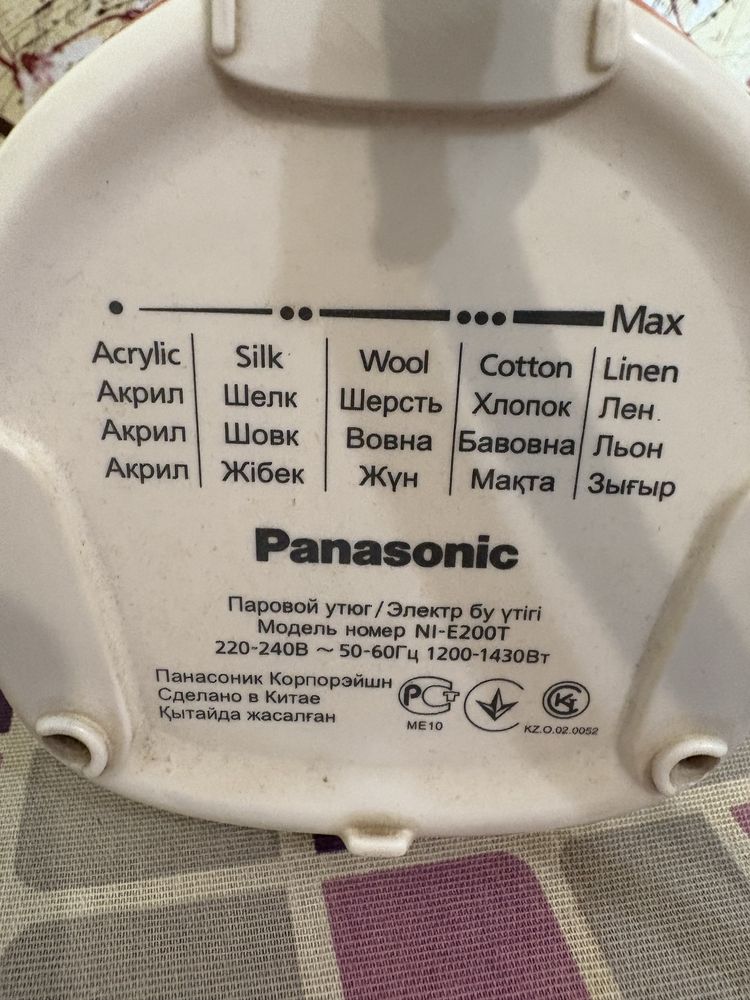 • •• ••• Max
Acrylic Silk Wool Cotton Linen
Акрил Шелк Шерсть Хлопок Лен
Акрил Шовк Вовна Бавовна Льон
Акрил Жібек Жүн Мақта Зығыр
Panasonic
Паровой утюг/Электр бу үтігі
Модель номер NI-E200T
220-240В ~ 50-60Гц 1200-1430Вт
Панасоник Корпорэйшн
Сделано в Китае
Қытайда жасалған
РСТ
ME10
KZ.O.02.0052